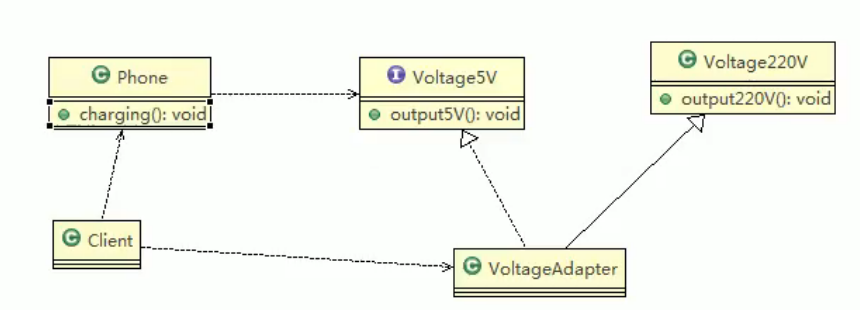 C Phone
charging(): void
I Voltage5V
output5V(): void
C Voltage220V
output220V(): void
C Client
C VoltageAdapter